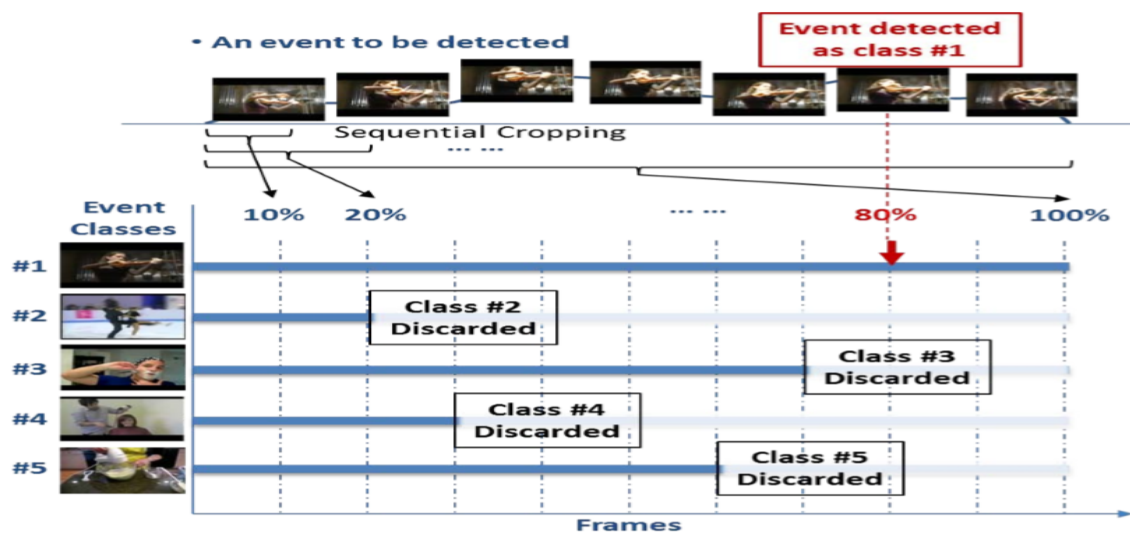 • An event to be detected
Event detected
as class #1
Sequential Cropping
... ...
Event
Classes
10%
20%
... ...
80%
100%
#1
#2
Class #2
Discarded
#3
Class #3
Discarded
#4
Class #4
Discarded
#5
Class #5
Discarded
Frames